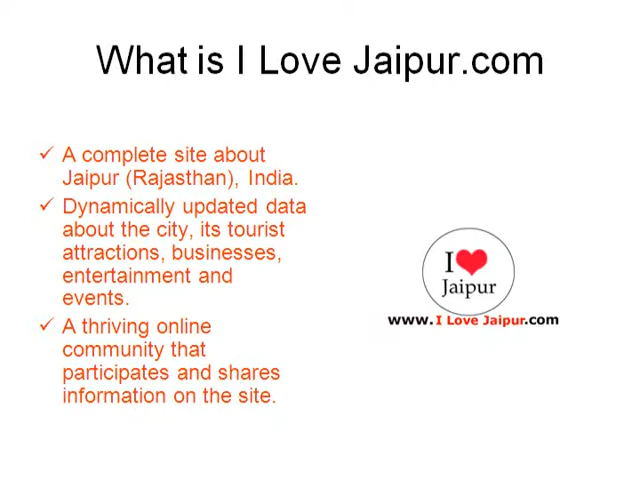 What is I Love Jaipur.com
A complete site about
Jaipur (Rajasthan), India.
Dynamically updated data
about the city, its tourist
attractions, businesses,
entertainment and
events.
A thriving online
community that
participates and shares
information on the site.
I
Jaipur
www.I Love Jaipur.com